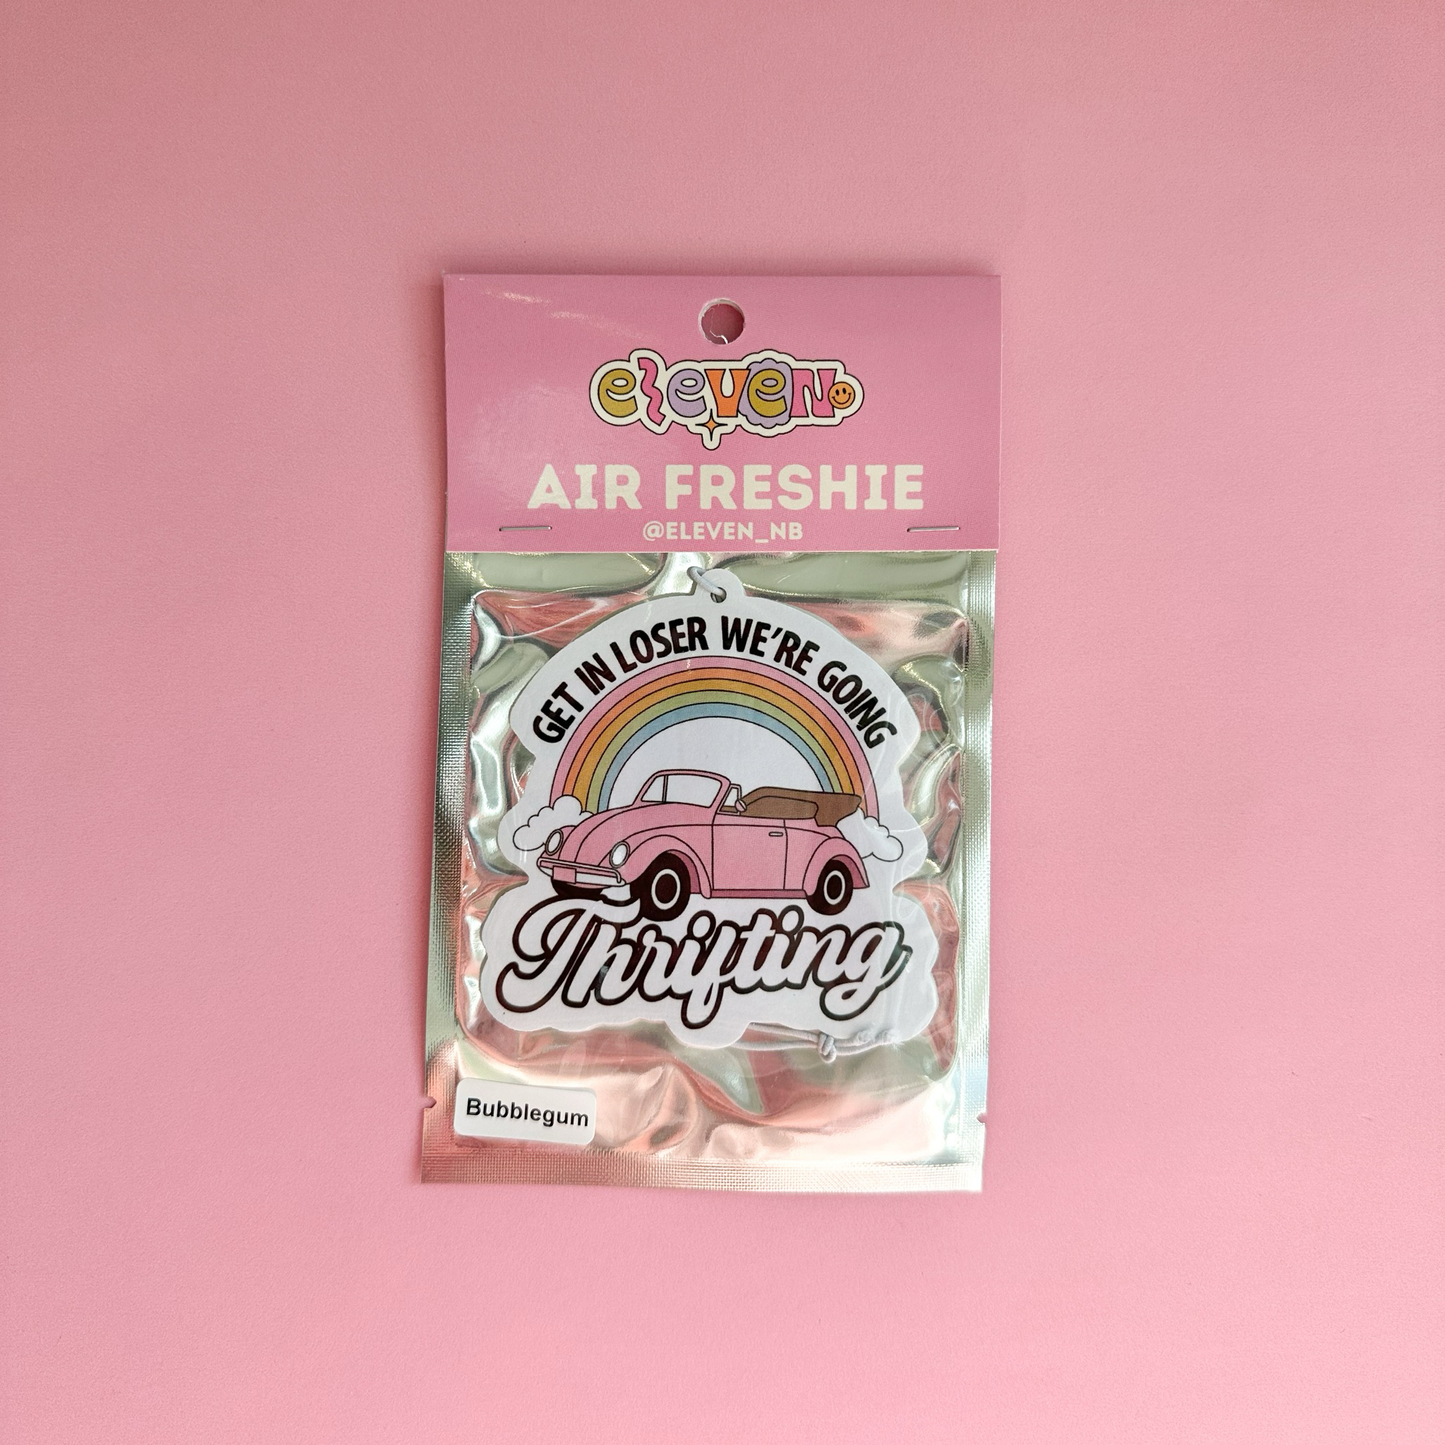 eleven
AIR FRESHIE
@ELEVEN_NB
GET IN LOSER WE'RE GOING
Thrifting
Bubblegum